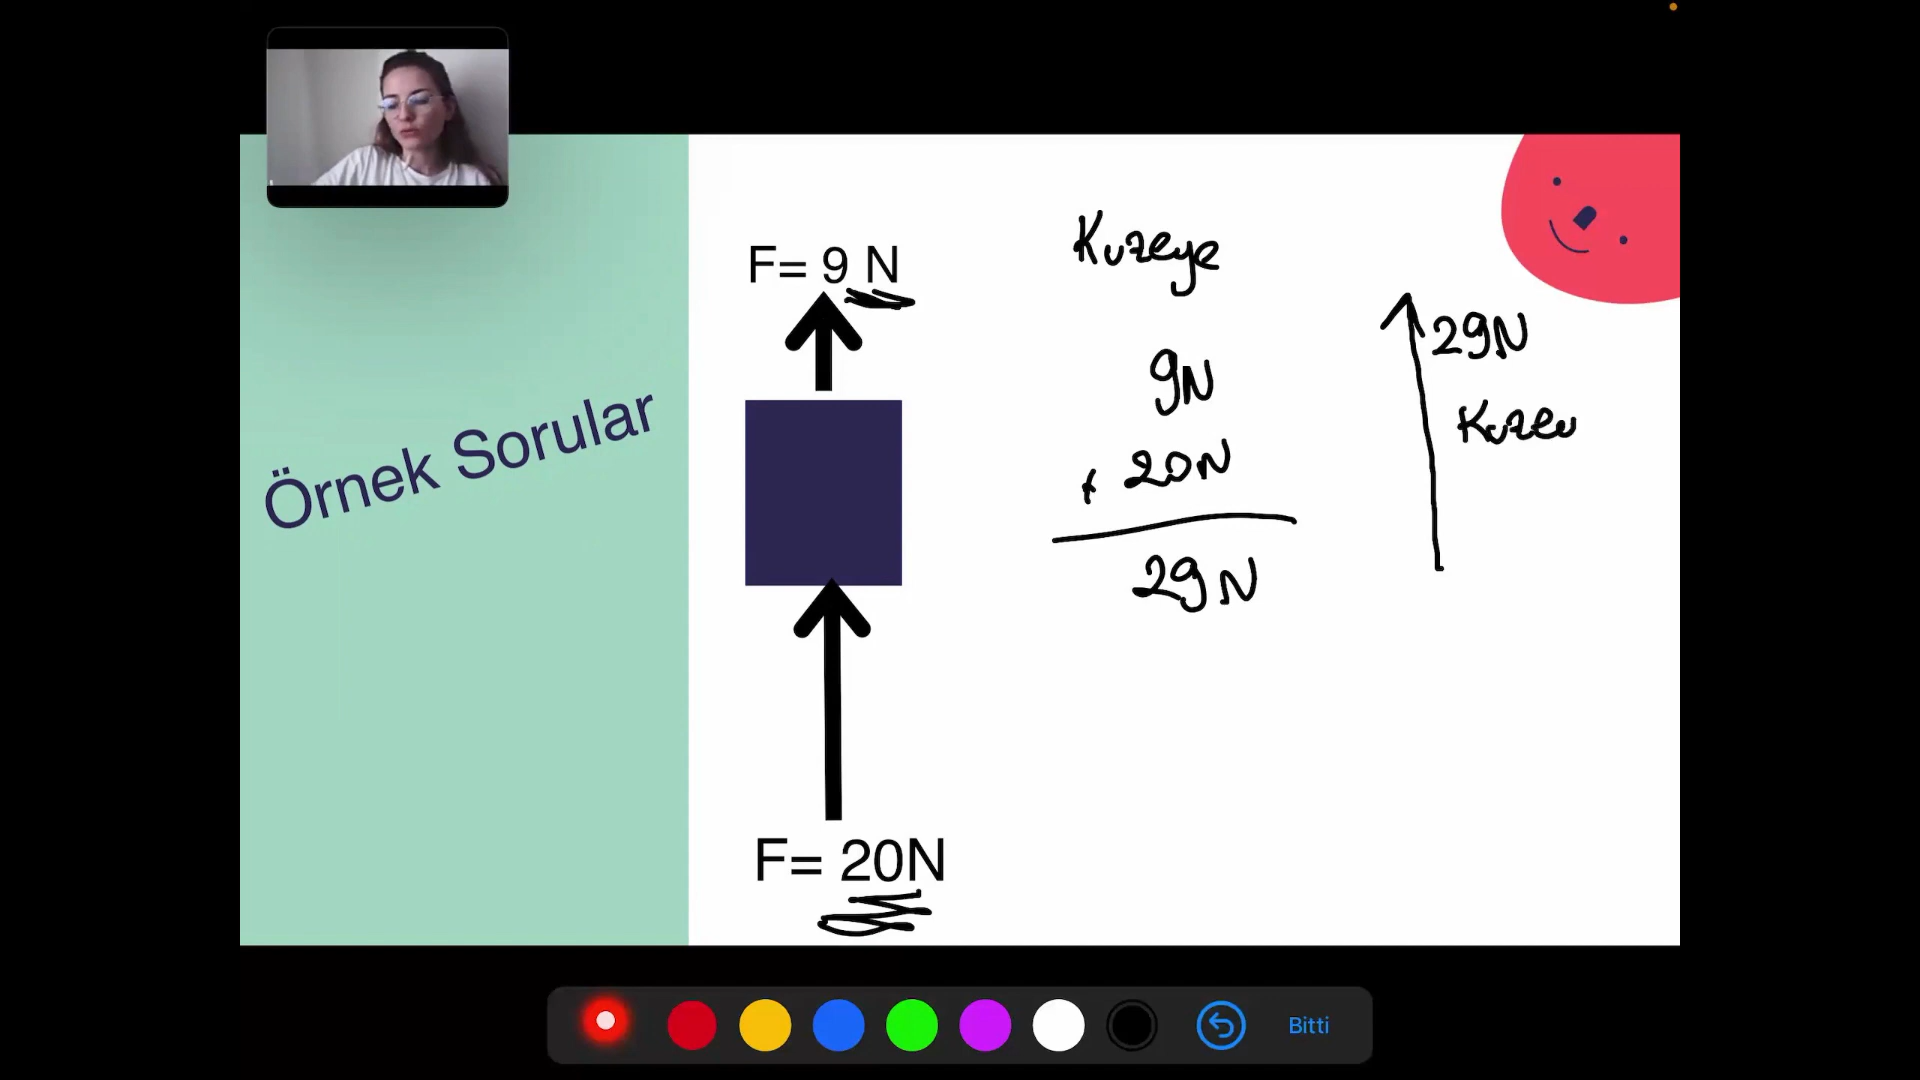 Örnek Sorular
F= 9 N
F= 20N
Kuzeye
9N
+ 20N
29N
29N
Kuzey
Bitti